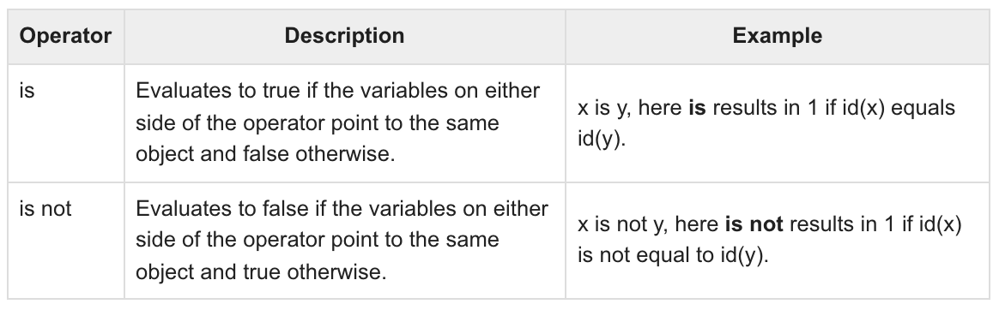 Operator Description Example
is
Evaluates to true if the variables on either
side of the operator point to the same
object and false otherwise.
x is y, here is results in 1 if id(x) equals
id(y).
is not
Evaluates to false if the variables on either
side of the operator point to the same
object and true otherwise.
x is not y, here is not results in 1 if id(x)
is not equal to id(y).